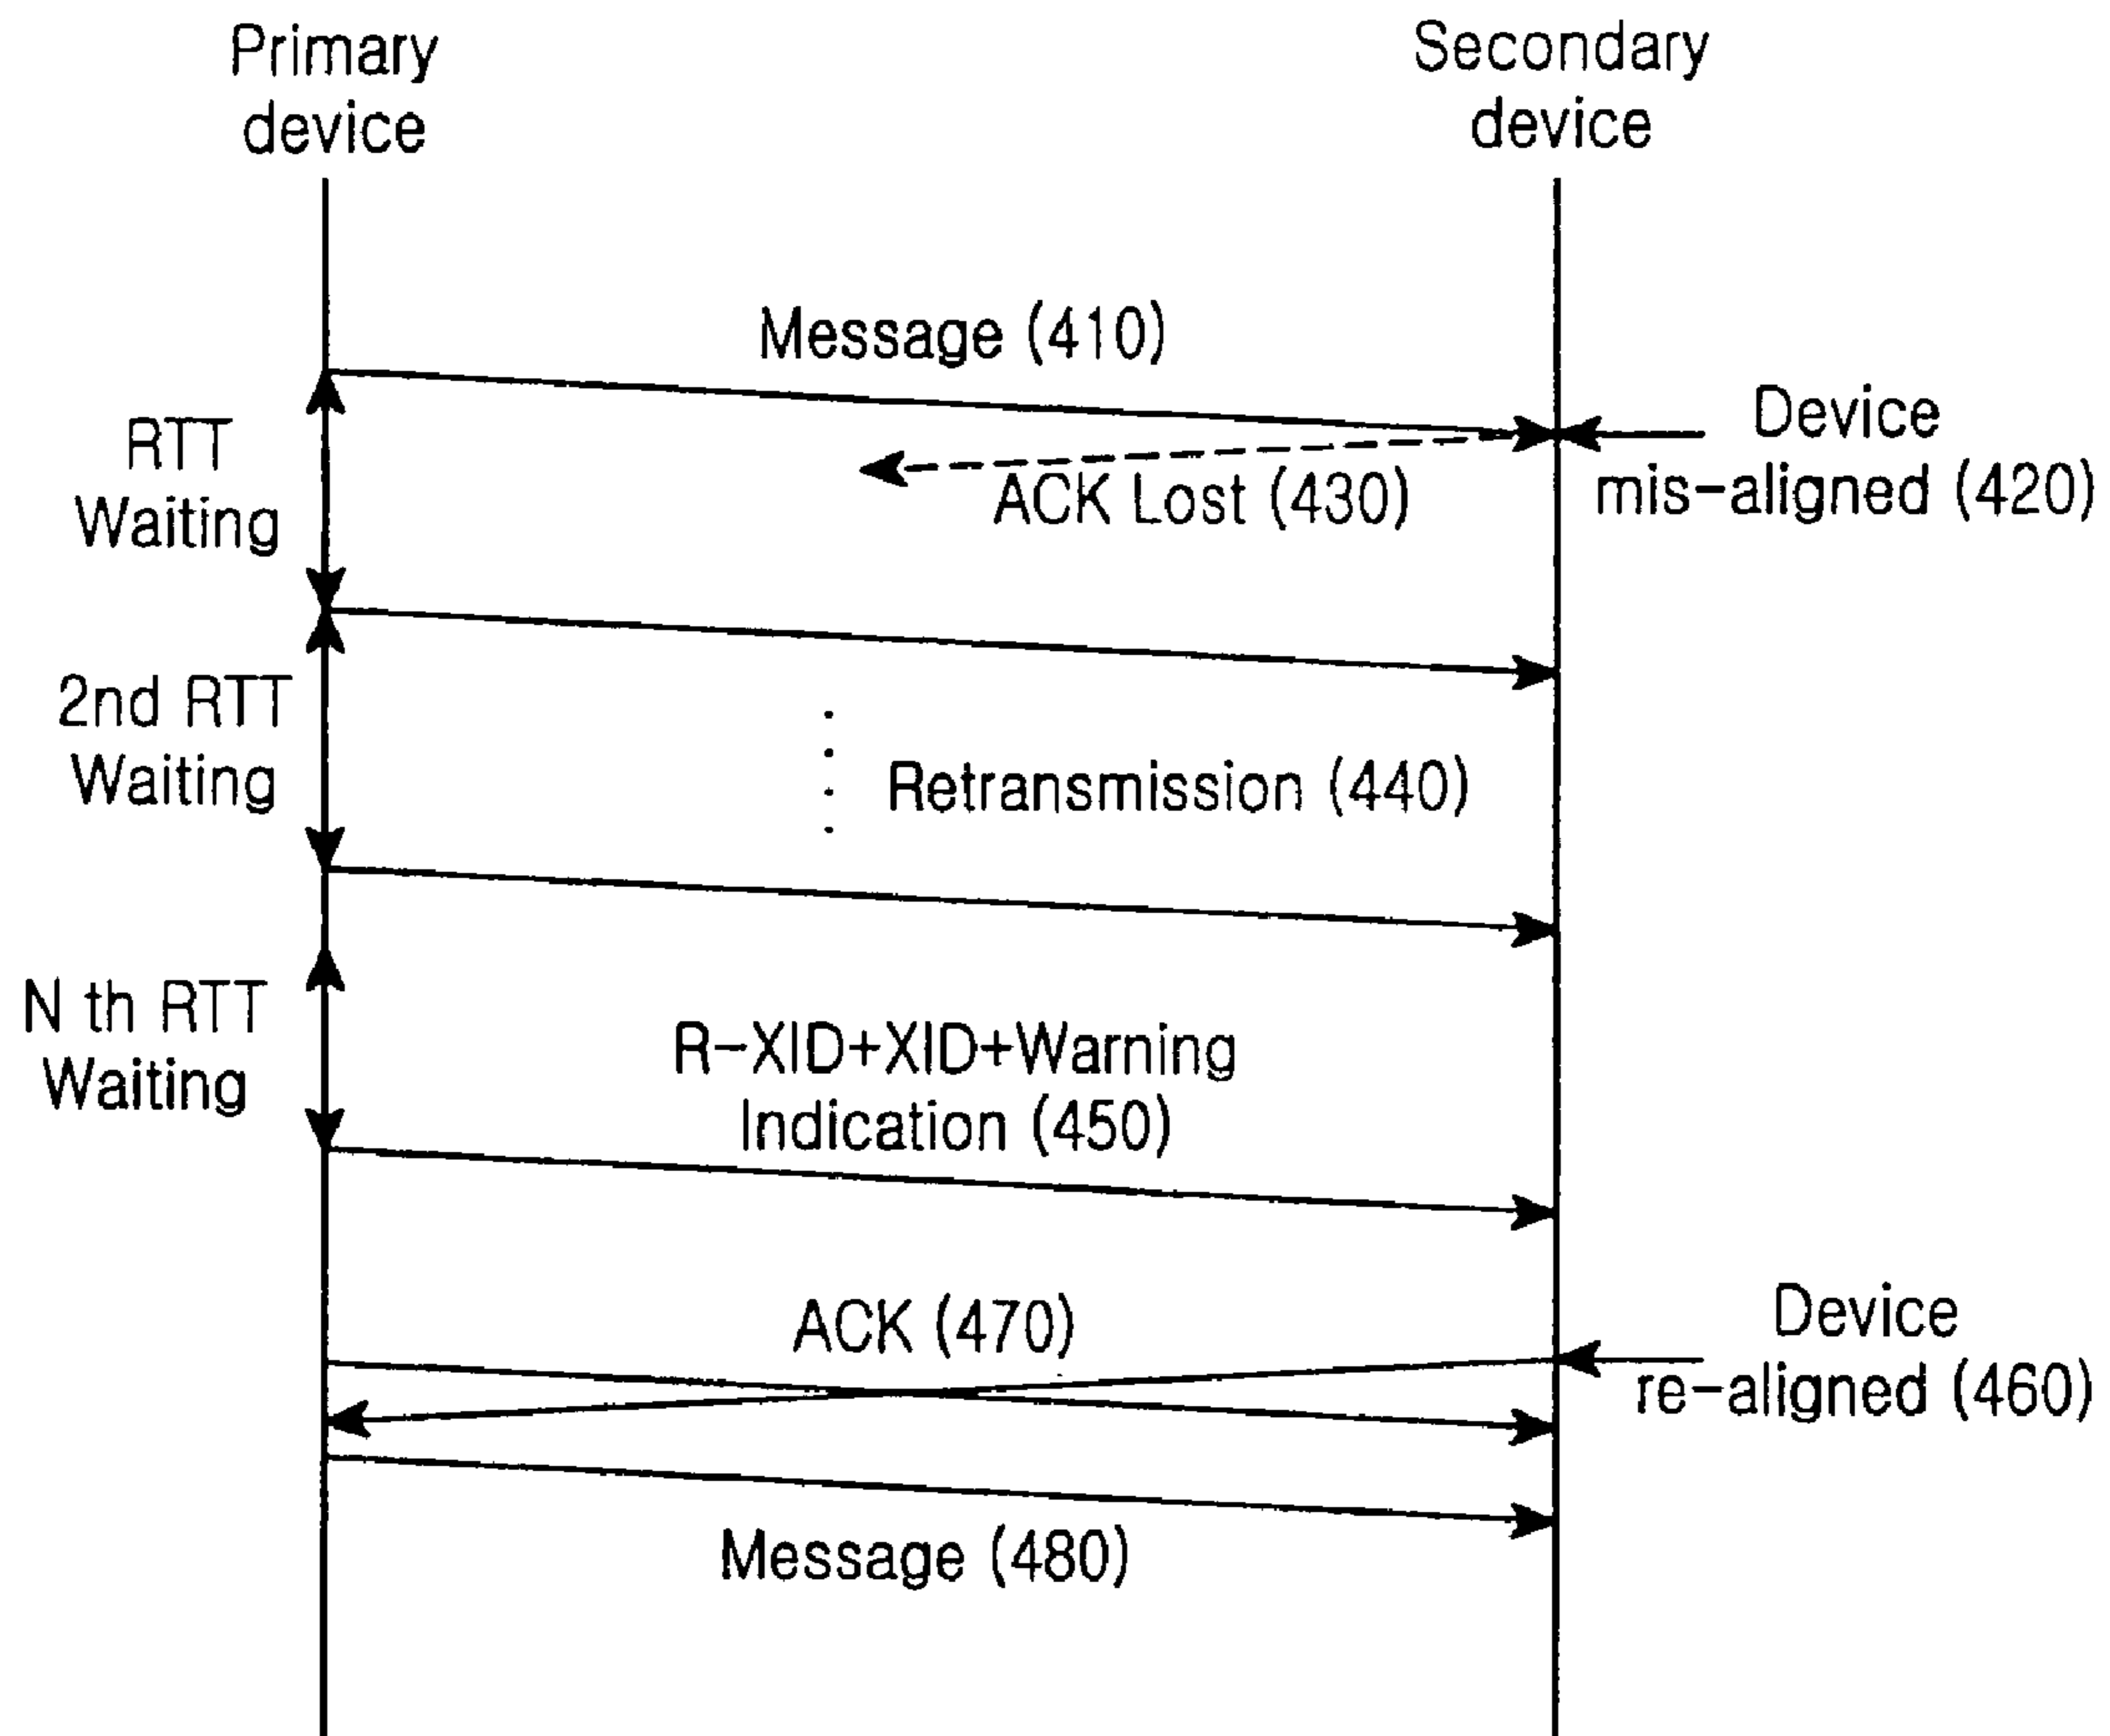 Primary
device
Secondary
device
Message (410)
RTT
Waiting
Device
mis-aligned (420)
ACK Lost (430)
2nd RTT
Waiting
Retransmission (440)
N th RTT
Waiting
R-XID+XID+Warning
Indication (450)
ACK (470)
Device
re-aligned (460)
Message (480)